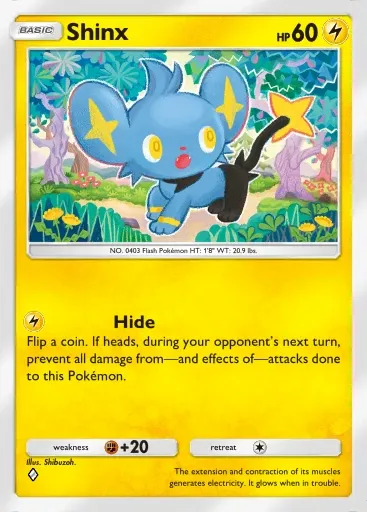 BASIC Shinx HP 60
NO. 0403 Flash Pokémon HT: 1'8" WT: 20.9 lbs.
Hide
Flip a coin. If heads, during your opponent's next turn,
prevent all damage from—and effects of—attacks done
to this Pokémon.
weakness +20 retreat
Illus. Shibuzoh.
The extension and contraction of its muscles
generates electricity. It glows when in trouble.